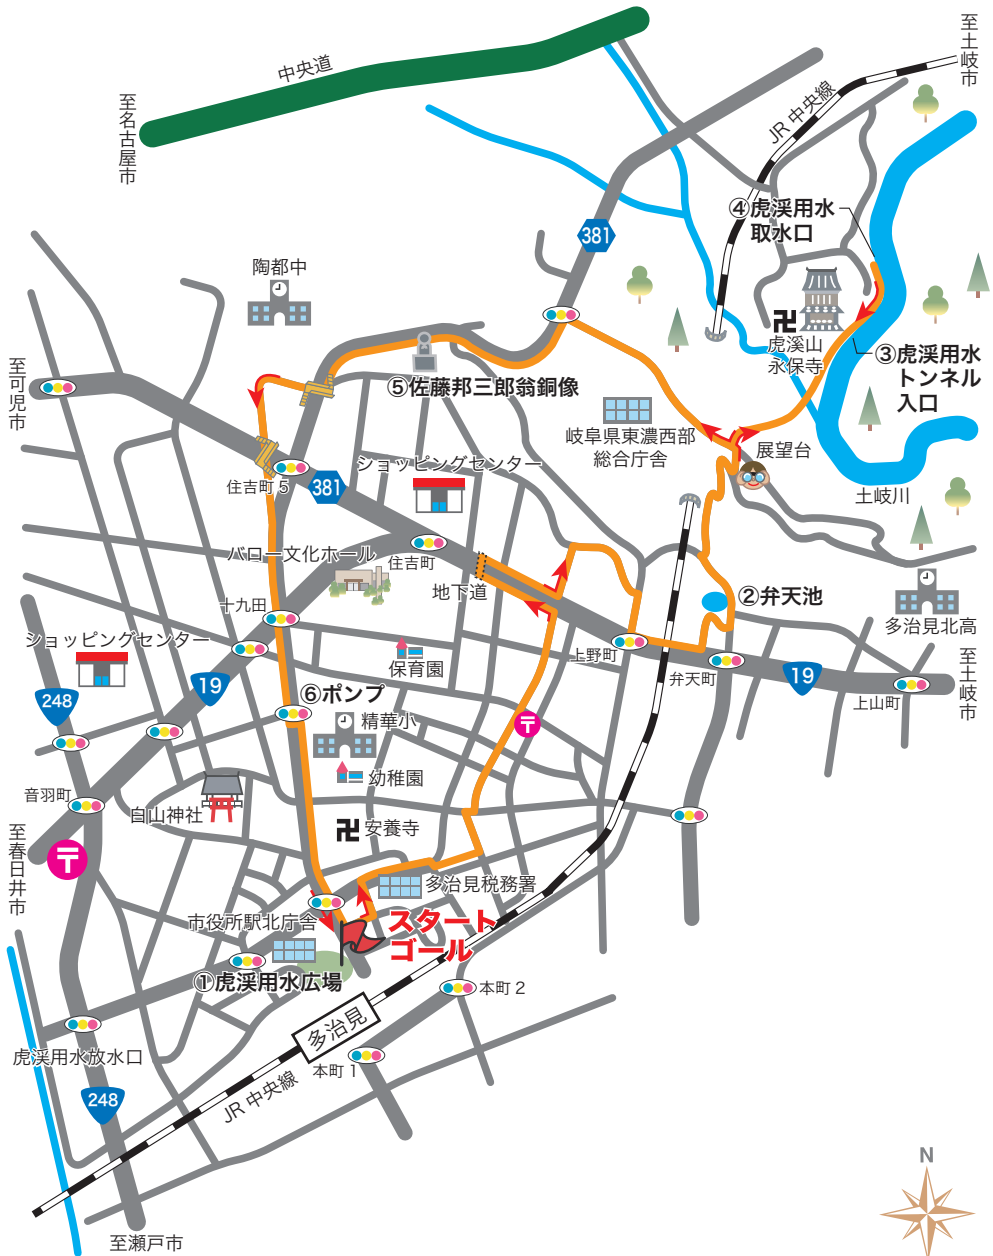 至土岐市
中央道
至名古屋市
JR 中央線
④虎渓用水
取水口
381
陶都中
虎溪山
永保寺
③虎渓用水
トンネル
入口
至可児市
⑤佐藤邦三郎翁銅像
岐阜県東濃西部
総合庁舎
展望台
ショッピングセンター
住吉町 5
381
土岐川
バロー文化ホール
住吉町
地下道
②弁天池
多治見北高
十九田
ショッピングセンター
保育園
上野町
弁天町
19
上山町
至土岐市
19
248
⑥ポンプ
精華小
〒
幼稚園
音羽町
白山神社
安養寺
至春日井市
〒
多治見税務署
市役所駅北庁舎
スタート
ゴール
①虎渓用水広場
本町 2
多治見
虎渓用水放水口
本町 1
JR 中央線
248
N
至瀬戸市